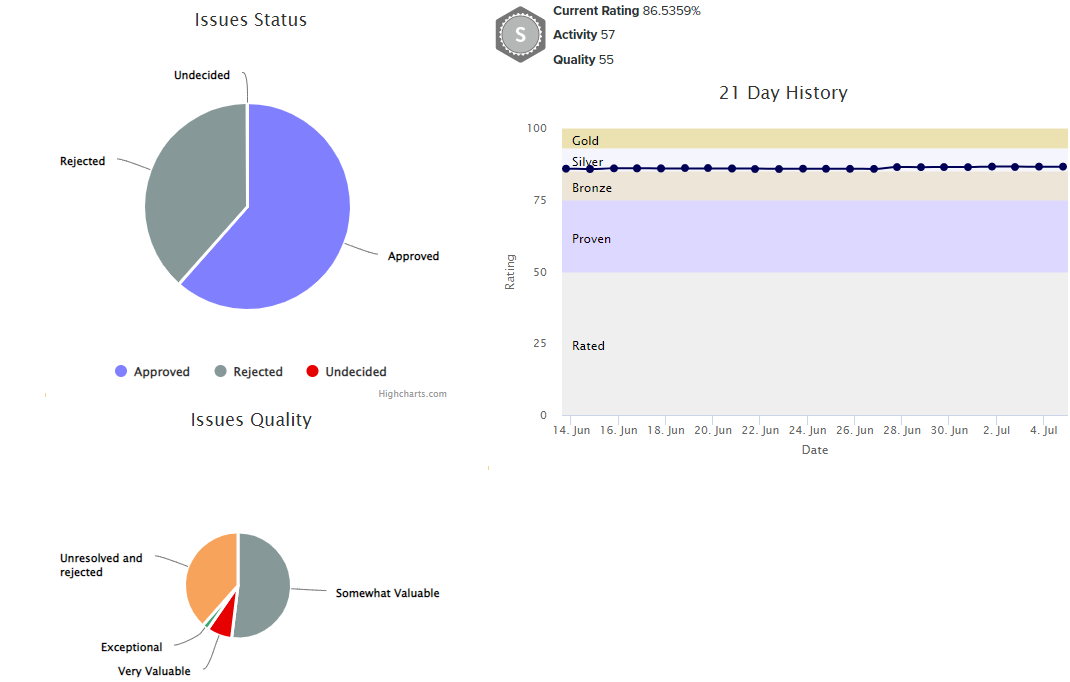 Issues Status
Undecided
Rejected
Approved
Approved Rejected Undecided
Highcharts.com
Issues Quality
Unresolved and
rejected
Somewhat Valuable
Exceptional
Very Valuable
S
Current Rating 86.5359%
Activity 57
Quality 55
21 Day History
100
Gold
Silver
Bronze
75
Proven
Rating
50
25
Rated
0
14. Jun 16. Jun 18. Jun 20. Jun 22. Jun 24. Jun 26. Jun 28. Jun 30. Jun 2. Jul 4. Jul
Date